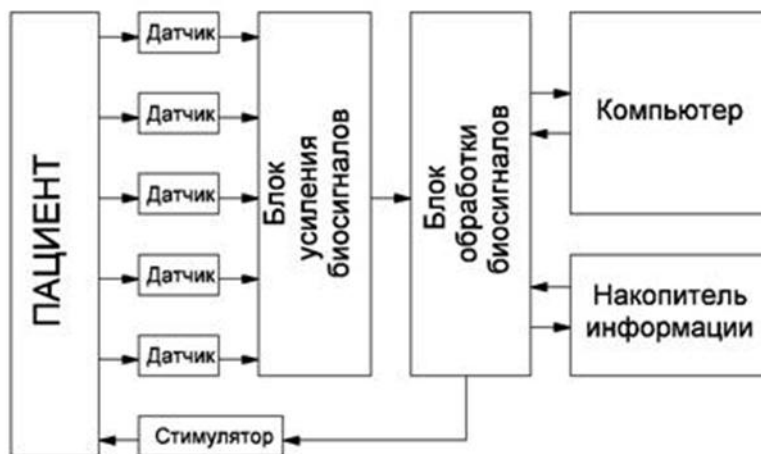 ПАЦИЕНТ
Датчик
Датчик
Датчик
Датчик
Датчик
Стимулятор
Блок
усиления
биосигналов
Блок
обработки
биосигналов
Компьютер
Накопитель
информации